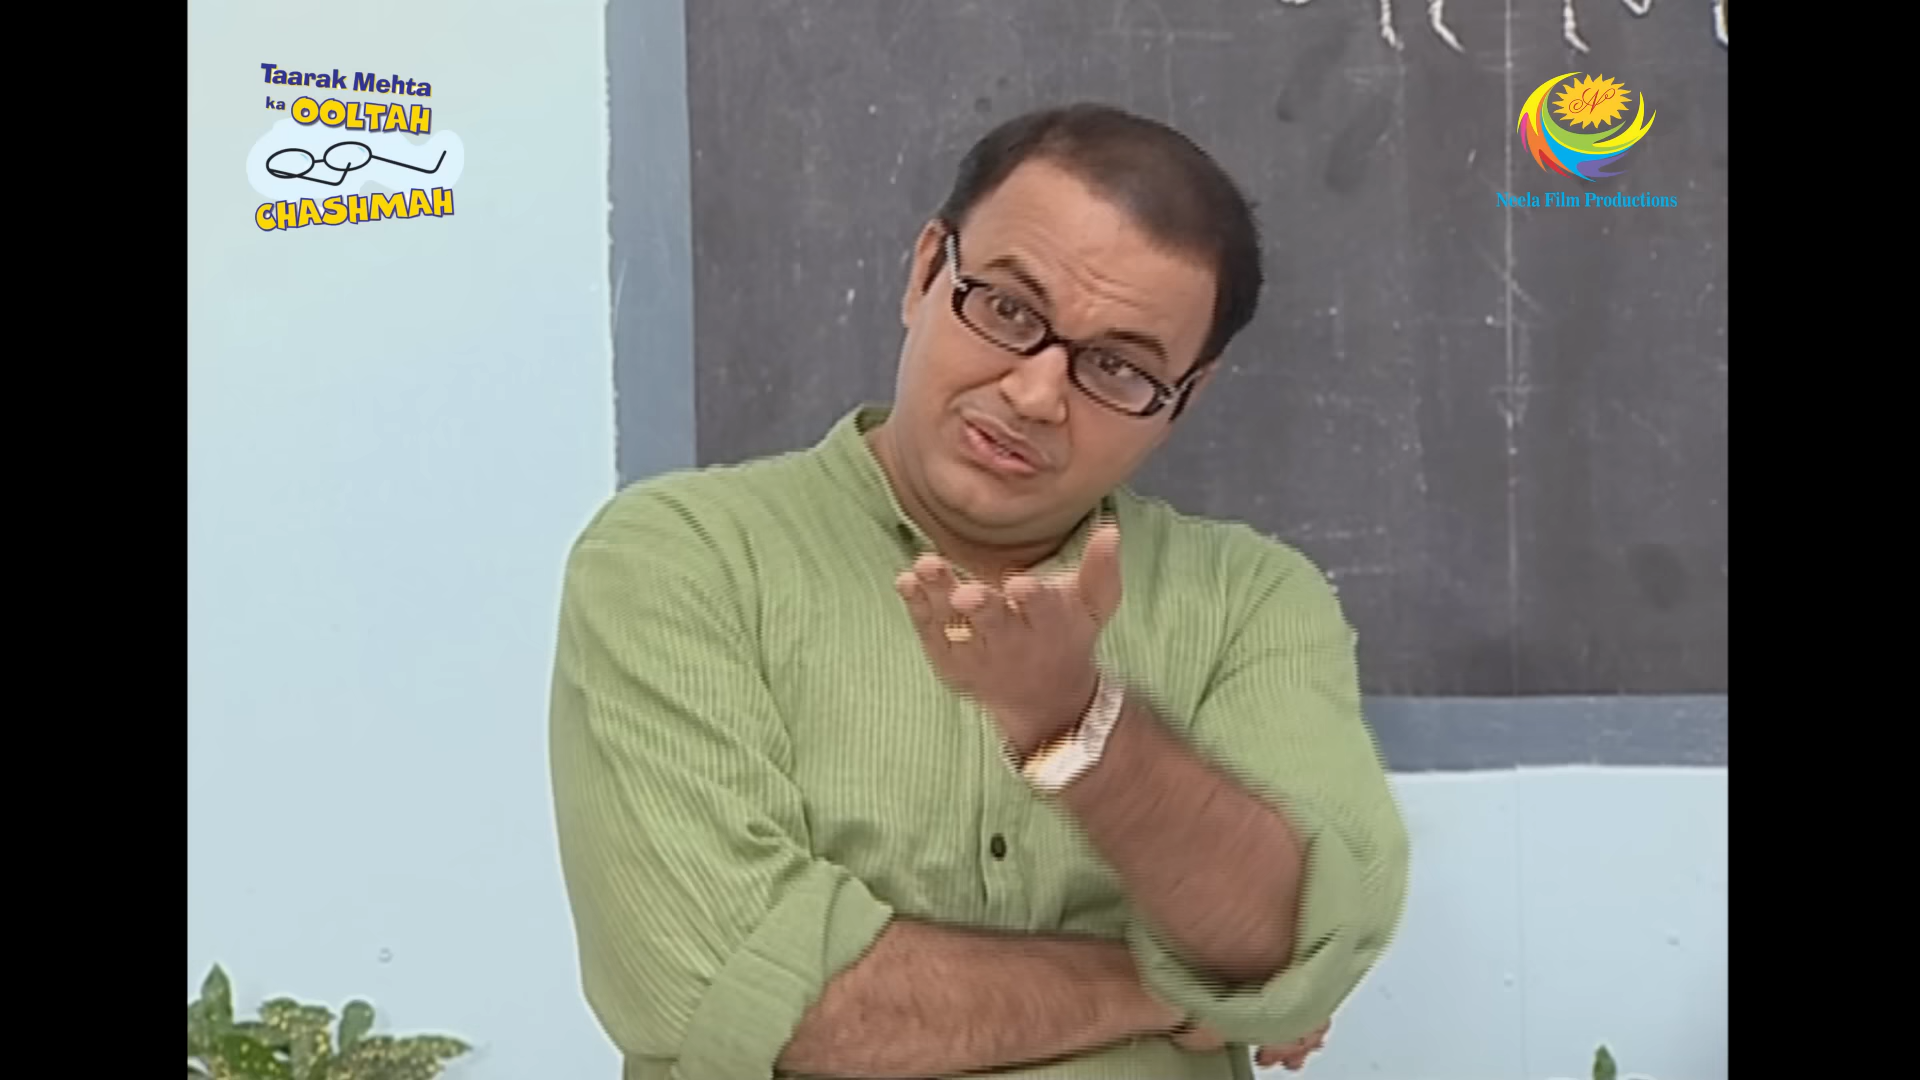 Taarak Mehta
ka OOLTAH
CHASHMAH
N
Neela Film Productions